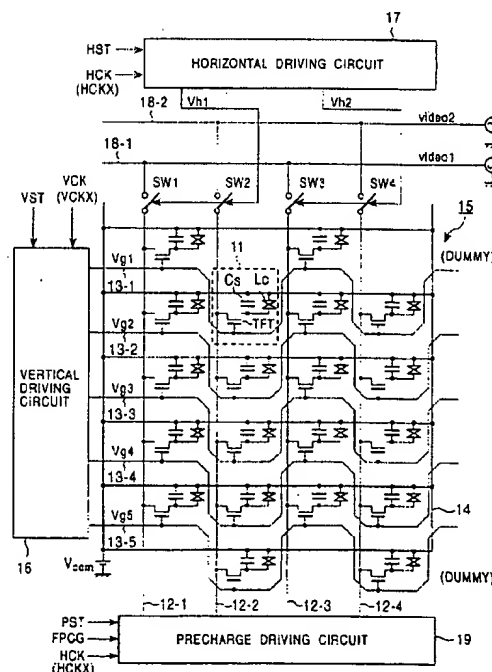 17
HST
HCK
(HCKX)
HORIZONTAL DRIVING CIRCUIT
Vh1
Vh2
18-2
video2
18-1
video1
VCK
(VCKX)
VST
SW1
SW2
SW3
SW4
15
(DUMMY)
11
Vg1
Cs
Lc
13-1
TFT
Vg2
13-2
VERTICAL
DRIVING
CIRCUIT
Vg3
13-3
Vg4
13-4
14
Vg5
13-5
16
Vcom
(DUMMY)
12-1
12-2
12-3
12-4
PST
FPCG
HCK
(HCKX)
PRECHARGE DRIVING CIRCUIT
19